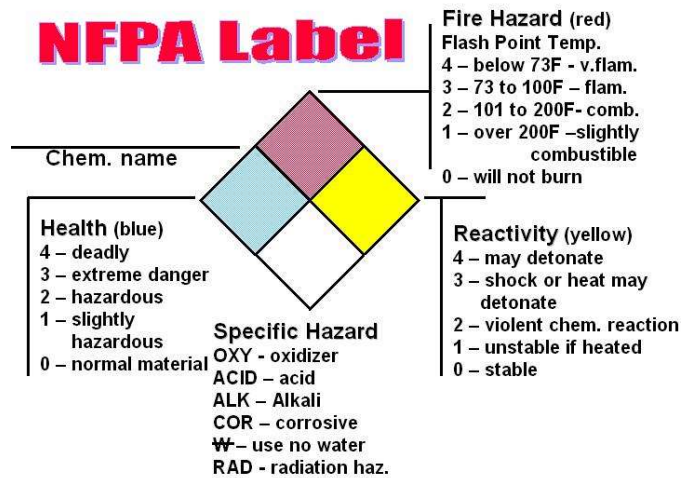 NFPA Label
Fire Hazard (red)
Flash Point Temp.
4 – below 73F - v.flam.
3 – 73 to 100F – flam.
2 – 101 to 200F- comb.
1 – over 200F –slightly
combustible
0 – will not burn
Chem. name
Health (blue)
4 – deadly
3 – extreme danger
2 – hazardous
1 – slightly
hazardous
0 – normal material
Reactivity (yellow)
4 – may detonate
3 – shock or heat may
detonate
2 – violent chem. reaction
1 – unstable if heated
0 – stable
Specific Hazard
OXY - oxidizer
ACID – acid
ALK – Alkali
COR – corrosive
W̶ – use no water
RAD - radiation haz.